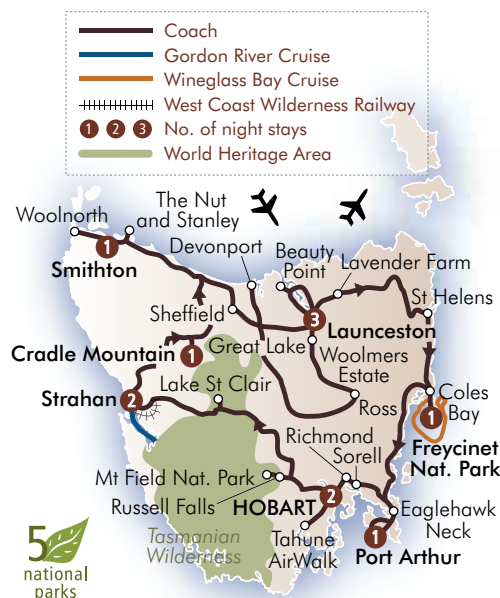 Coach
Gordon River Cruise
Wineglass Bay Cruise
West Coast Wilderness Railway
1 2 3 No. of night stays
World Heritage Area
The Nut
and Stanley
Woolnorth
1
Smithton
Devonport
Beauty
Point
Lavender Farm
St Helens
Sheffield
3
Launceston
Great Lake
Cradle Mountain
1
Woolmers
Estate
Lake St Clair
Strahan
2
Ross
Coles
Bay
1
Freycinet
Nat. Park
Richmond
Sorell
Mt Field Nat. Park
Russell Falls
HOBART
2
Eaglehawk
Neck
Tasmanian
Wilderness
Tahune
AirWalk
1
Port Arthur
5
national
parks